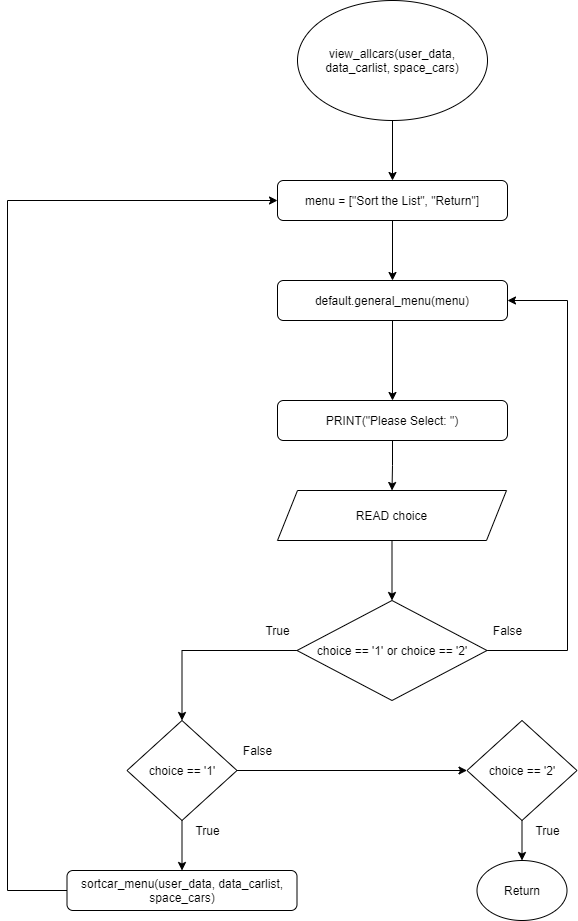 view_allcars(user_data,
data_carlist, space_cars)
menu = ["Sort the List", "Return"]
default.general_menu(menu)
PRINT("Please Select: ")
READ choice
True
False
choice == '1' or choice == '2'
False
choice == '1'
choice == '2'
True
True
sortcar_menu(user_data, data_carlist,
space_cars)
Return